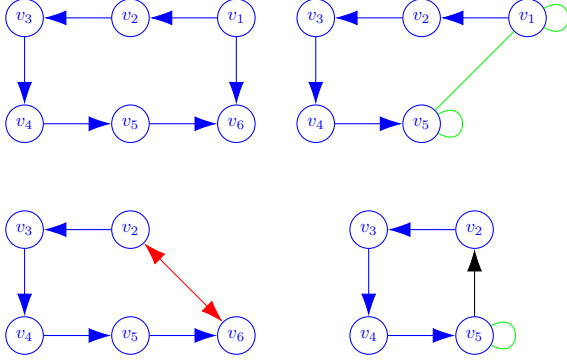 v₃ v₂ v₁ v₃ v₂ v₁
v₄ v₅ v₆ v₄ v₅
v₃ v₂ v₃ v₂
v₄ v₅ v₆ v₄ v₅